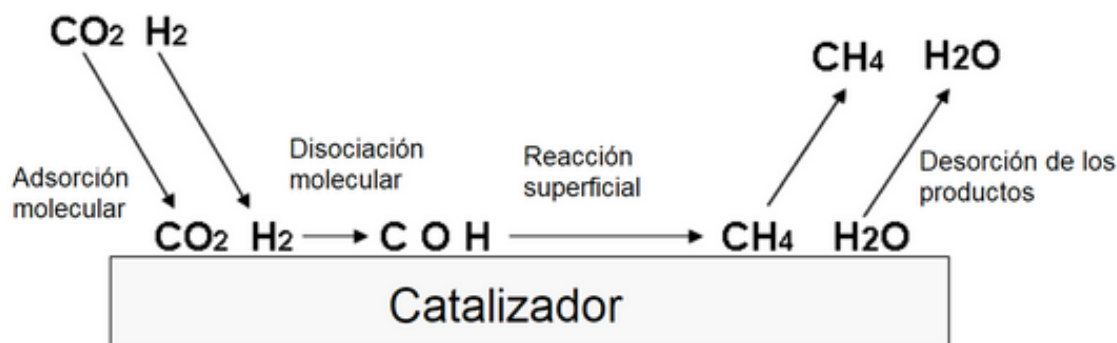 CO2 H2
CH4 H2O
Adsorción
molecular
Disociación
molecular
Reacción
superficial
Desorción de los
productos
CO2 H2
C O H
CH4 H2O
Catalizador